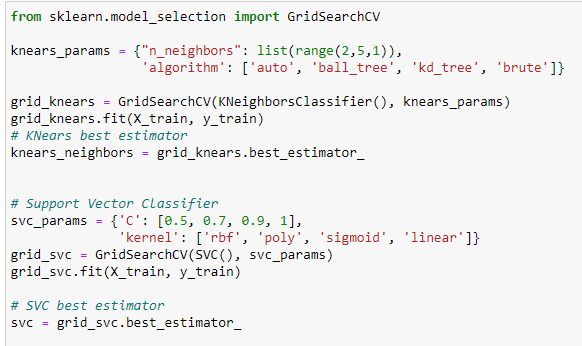 from sklearn.model_selection import GridSearchCV
knears_params = {"n_neighbors": list(range(2,5,1)),
'algorithm': ['auto', 'ball_tree', 'kd_tree', 'brute']}
grid_knears = GridSearchCV(KNeighborsClassifier(), knears_params)
grid_knears.fit(X_train, y_train)
# KNears best estimator
knears_neighbors = grid_knears.best_estimator_
# Support Vector Classifier
svc_params = {'C': [0.5, 0.7, 0.9, 1],
'kernel': ['rbf', 'poly', 'sigmoid', 'linear']}
grid_svc = GridSearchCV(SVC(), svc_params)
grid_svc.fit(X_train, y_train)
# SVC best estimator
svc = grid_svc.best_estimator_